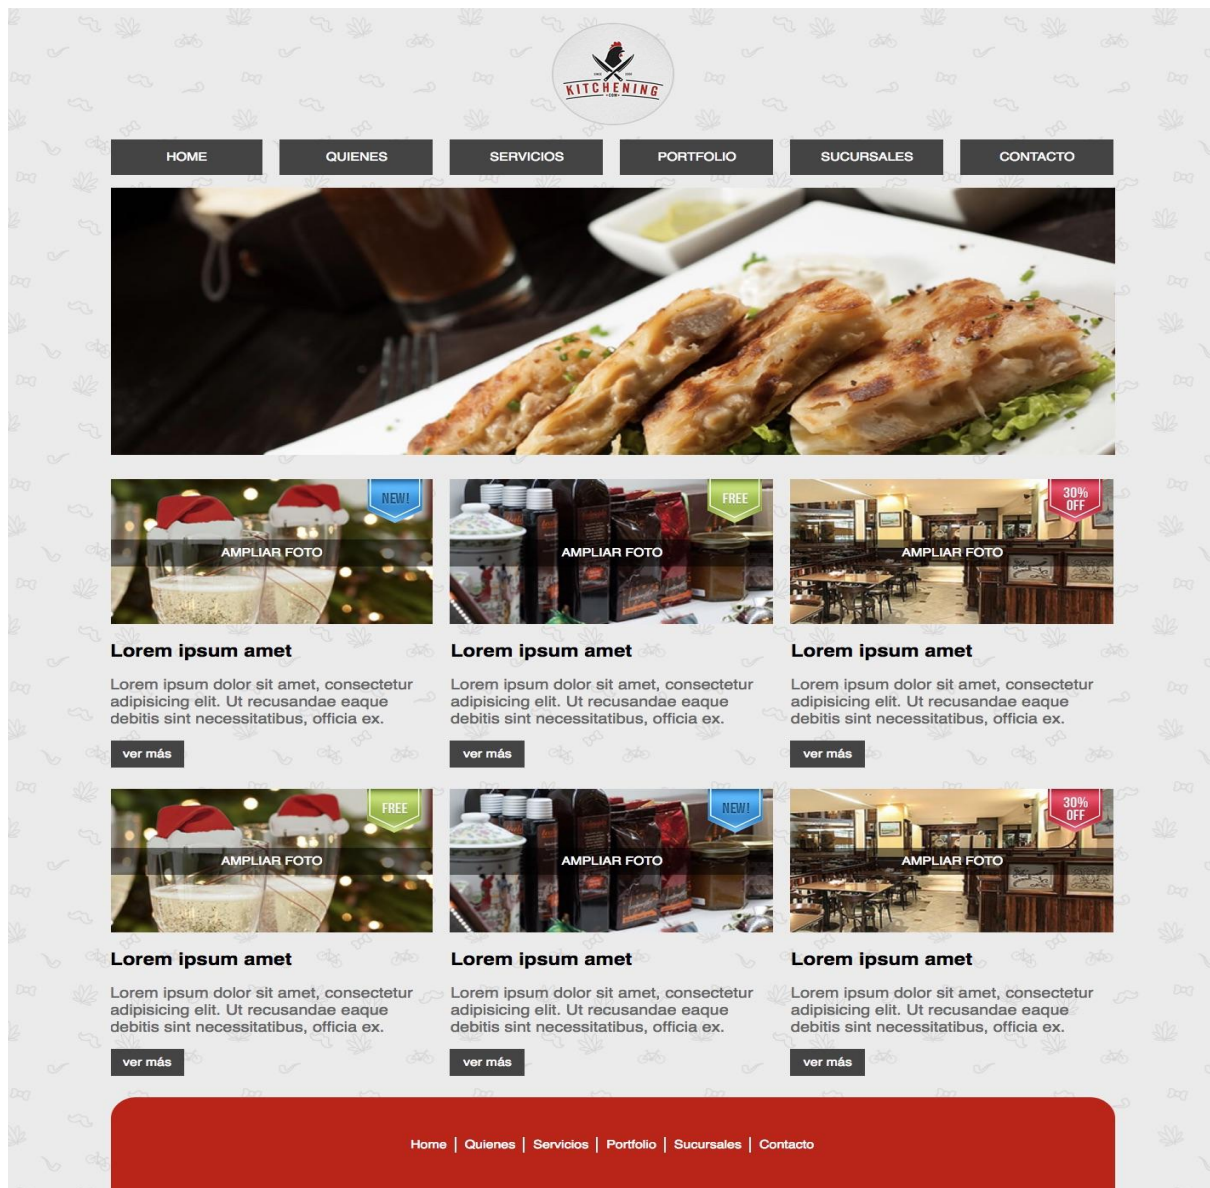 KITCHENING
.COM
HOME
QUIENES
SERVICIOS
PORTFOLIO
SUCURSALES
CONTACTO
NEW!
AMPLIAR FOTO
FREE
AMPLIAR FOTO
30%
OFF
AMPLIAR FOTO
Lorem ipsum amet
Lorem ipsum dolor sit amet, consectetur
adipisicing elit. Ut recusandae eaque
debitis sint necessitatibus, officia ex.
ver más
Lorem ipsum amet
Lorem ipsum dolor sit amet, consectetur
adipisicing elit. Ut recusandae eaque
debitis sint necessitatibus, officia ex.
ver más
Lorem ipsum amet
Lorem ipsum dolor sit amet, consectetur
adipisicing elit. Ut recusandae eaque
debitis sint necessitatibus, officia ex.
ver más
FREE
AMPLIAR FOTO
NEW!
AMPLIAR FOTO
30%
OFF
AMPLIAR FOTO
Lorem ipsum amet
Lorem ipsum dolor sit amet, consectetur
adipisicing elit. Ut recusandae eaque
debitis sint necessitatibus, officia ex.
ver más
Lorem ipsum amet
Lorem ipsum dolor sit amet, consectetur
adipisicing elit. Ut recusandae eaque
debitis sint necessitatibus, officia ex.
ver más
Lorem ipsum amet
Lorem ipsum dolor sit amet, consectetur
adipisicing elit. Ut recusandae eaque
debitis sint necessitatibus, officia ex.
ver más
Home | Quienes | Servicios | Portfolio | Sucursales | Contacto